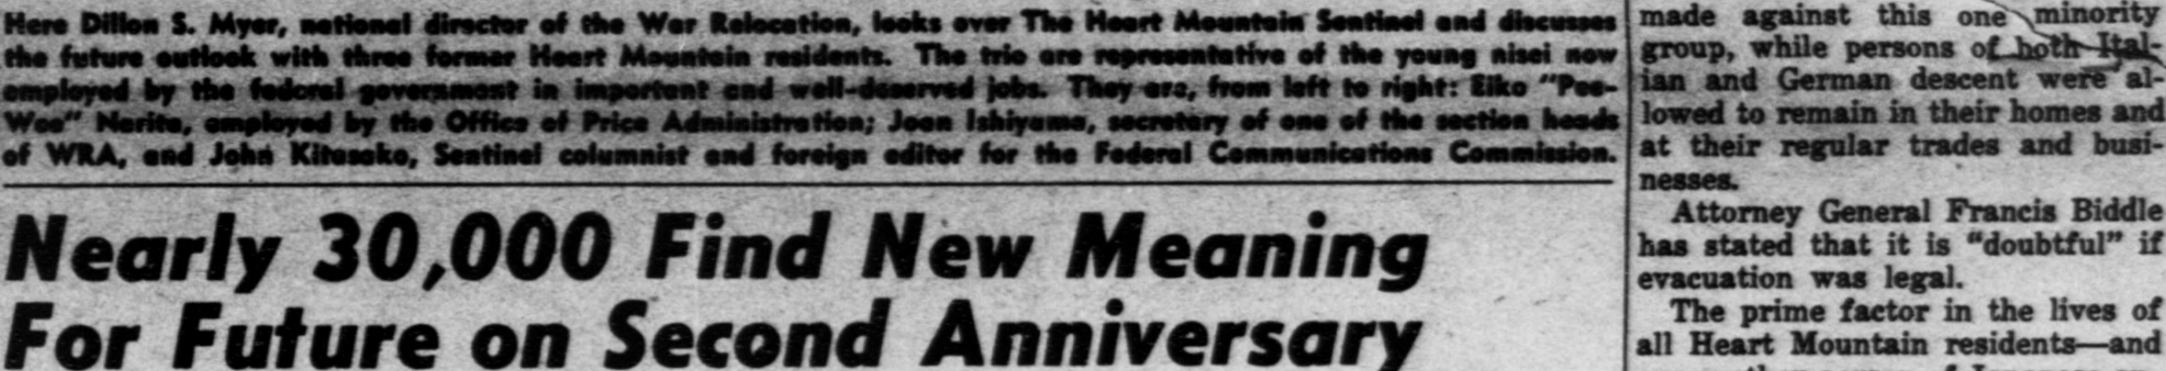 Here Dillon S. Myer, national director of the War Relocation, looks over The Heart Mountain Sentinel and discusses
the future outlook with three former Heart Mountain residents. The trio are representative of the young nisei now
employed by the federal government in important and well-deserved jobs. They are, from left to right: Eiko "Pee-
Wee" Narita, employed by the Office of Price Administration; Joan Ishiyama, secretary of one of the section heads
of WRA, and John Kitasako, Sentinel columnist and foreign editor for the Federal Communications Commission.
Nearly 30,000 Find New Meaning
For Future on Second Anniversary
made against this one minority
group, while persons of both Ital-
ian and German descent were al-
lowed to remain in their homes and
at their regular trades and busi-
nesses.
Attorney General Francis Biddle
has stated that it is "doubtful" if
evacuation was legal.
The prime factor in the lives of
all Heart Mountain residents—and